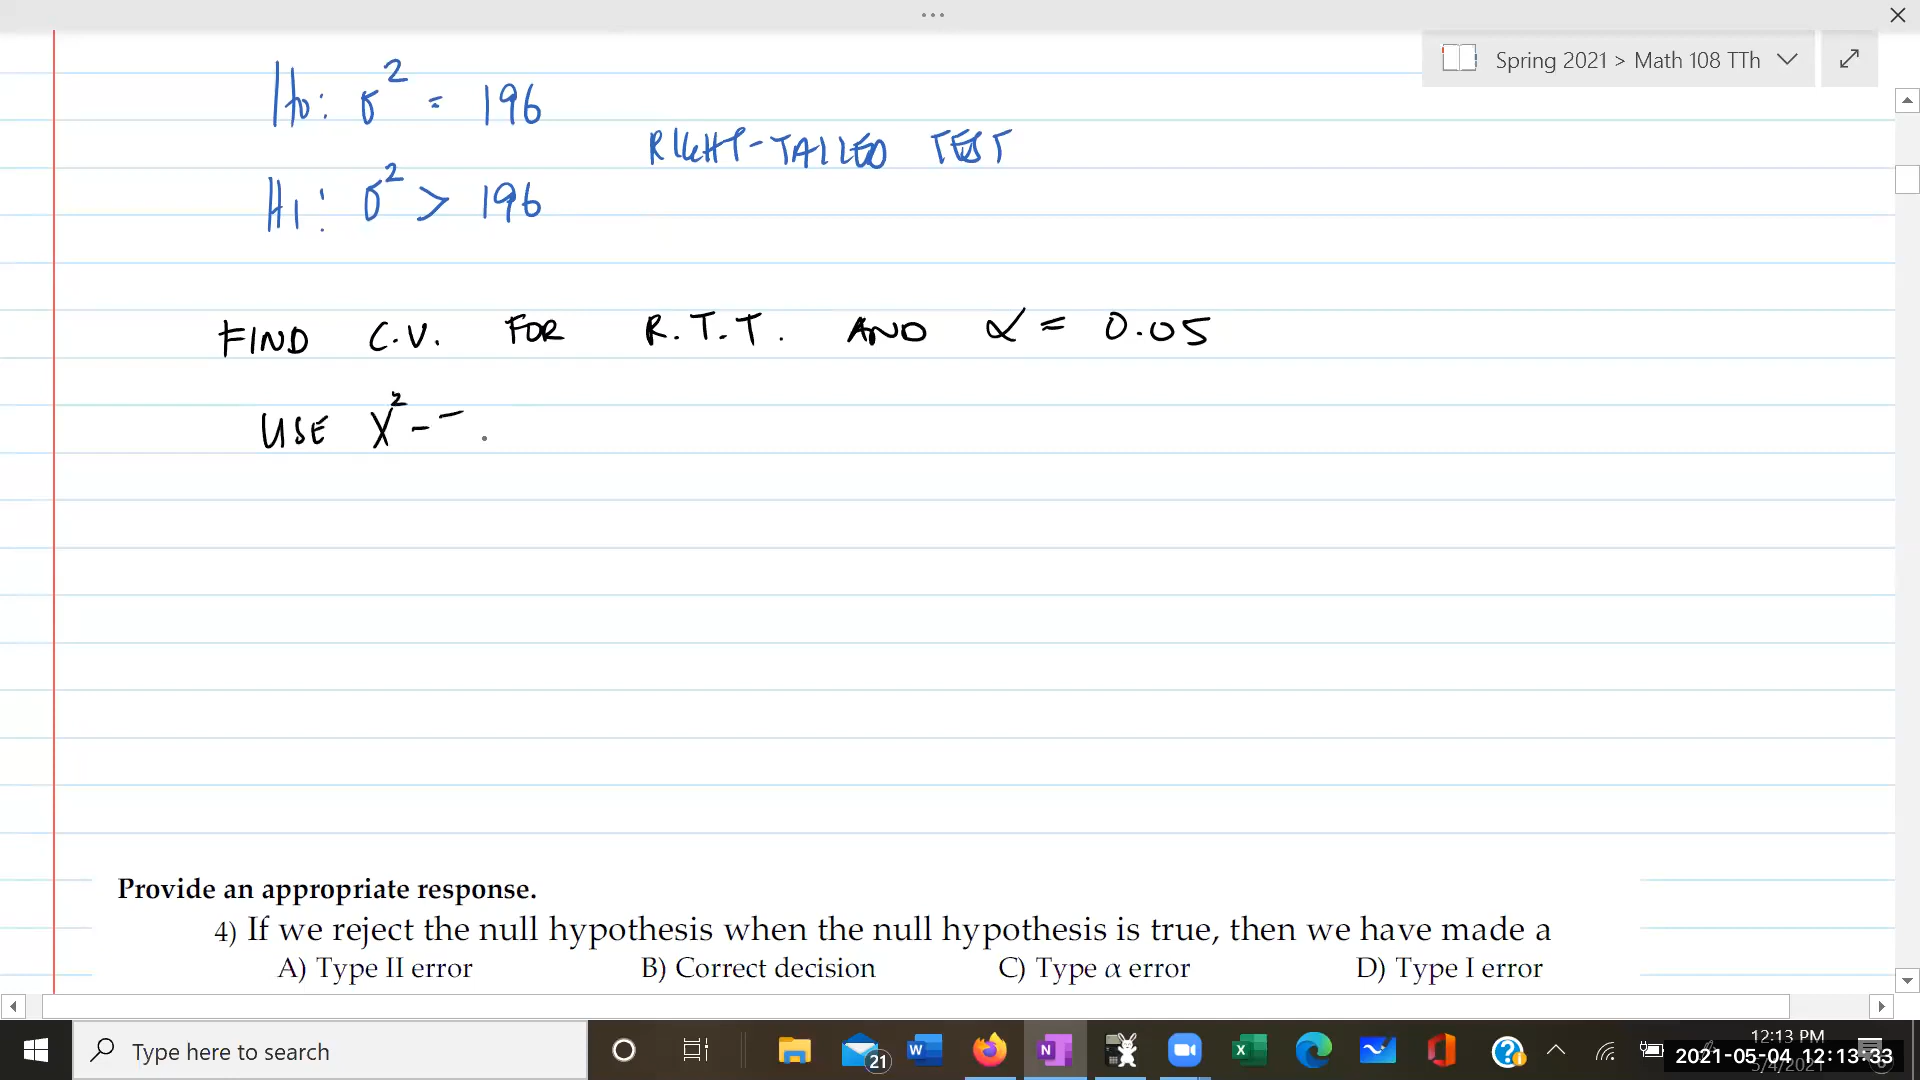 Spring 2021 > Math 108 TTh
H0: σ² = 196
RIGHT-TAILED TEST
H1: σ² > 196
FIND C.V. FOR R.T.T. AND α = 0.05
USE X² -
Provide an appropriate response.
4) If we reject the null hypothesis when the null hypothesis is true, then we have made a
A) Type II error B) Correct decision C) Type α error D) Type I error
Type here to search
21
12:13 PM
2021-05-04 12:13:33